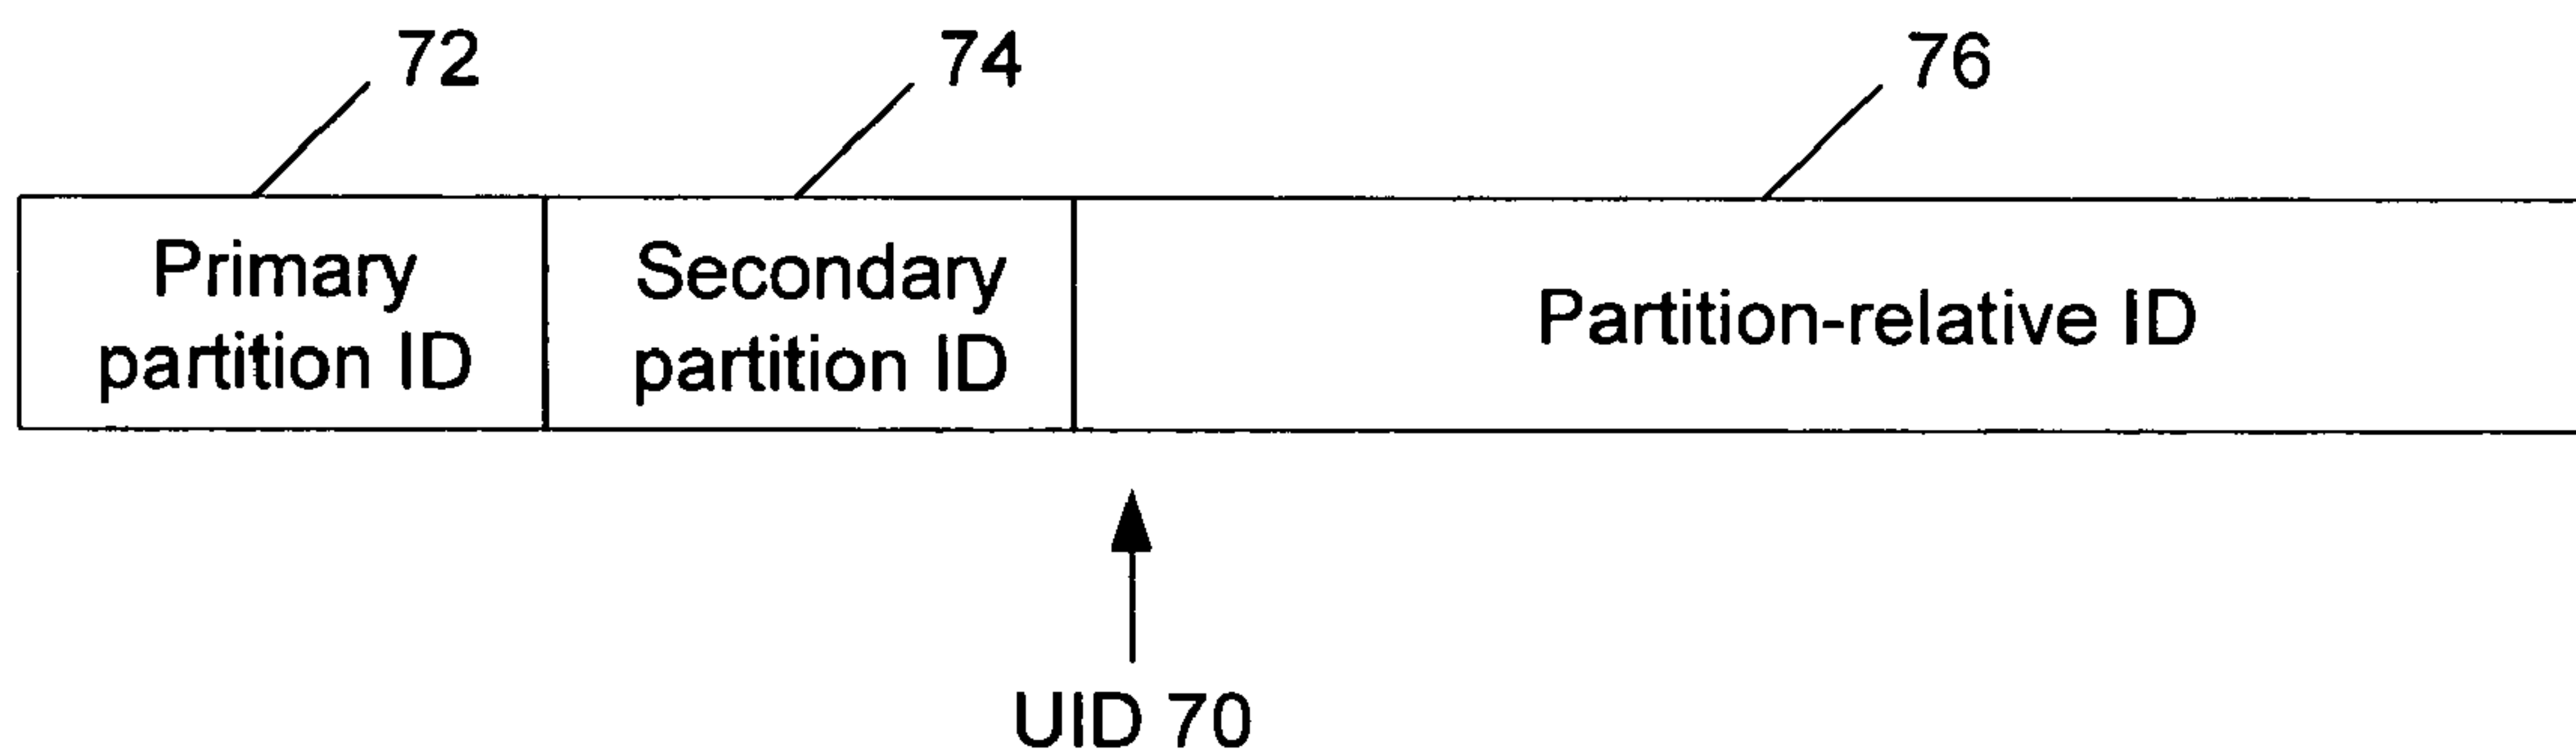 72
74
76
Primary
partition ID
Secondary
partition ID
Partition-relative ID
UID 70